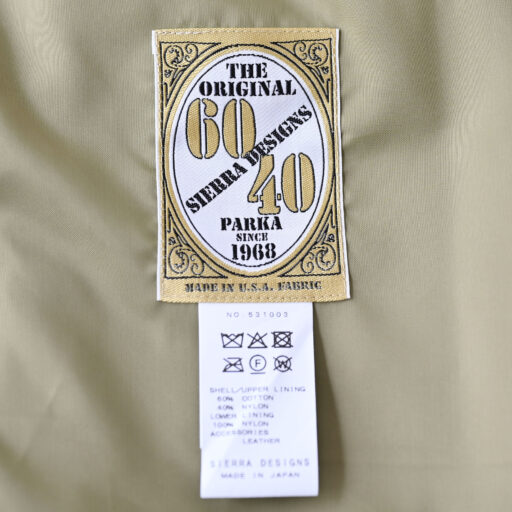 THE
ORIGINAL
60
SIERRA DESIGNS
40
PARKA
SINCE
1968
MADE IN U.S.A. FABRIC
NO.531003
F
SHELL/UPPER LINING
60% COTTON
40% NYLON
LOWER LINING
100% NYLON
ACCESSORIES
LEATHER
SIERRA DESIGNS
MADE IN JAPAN